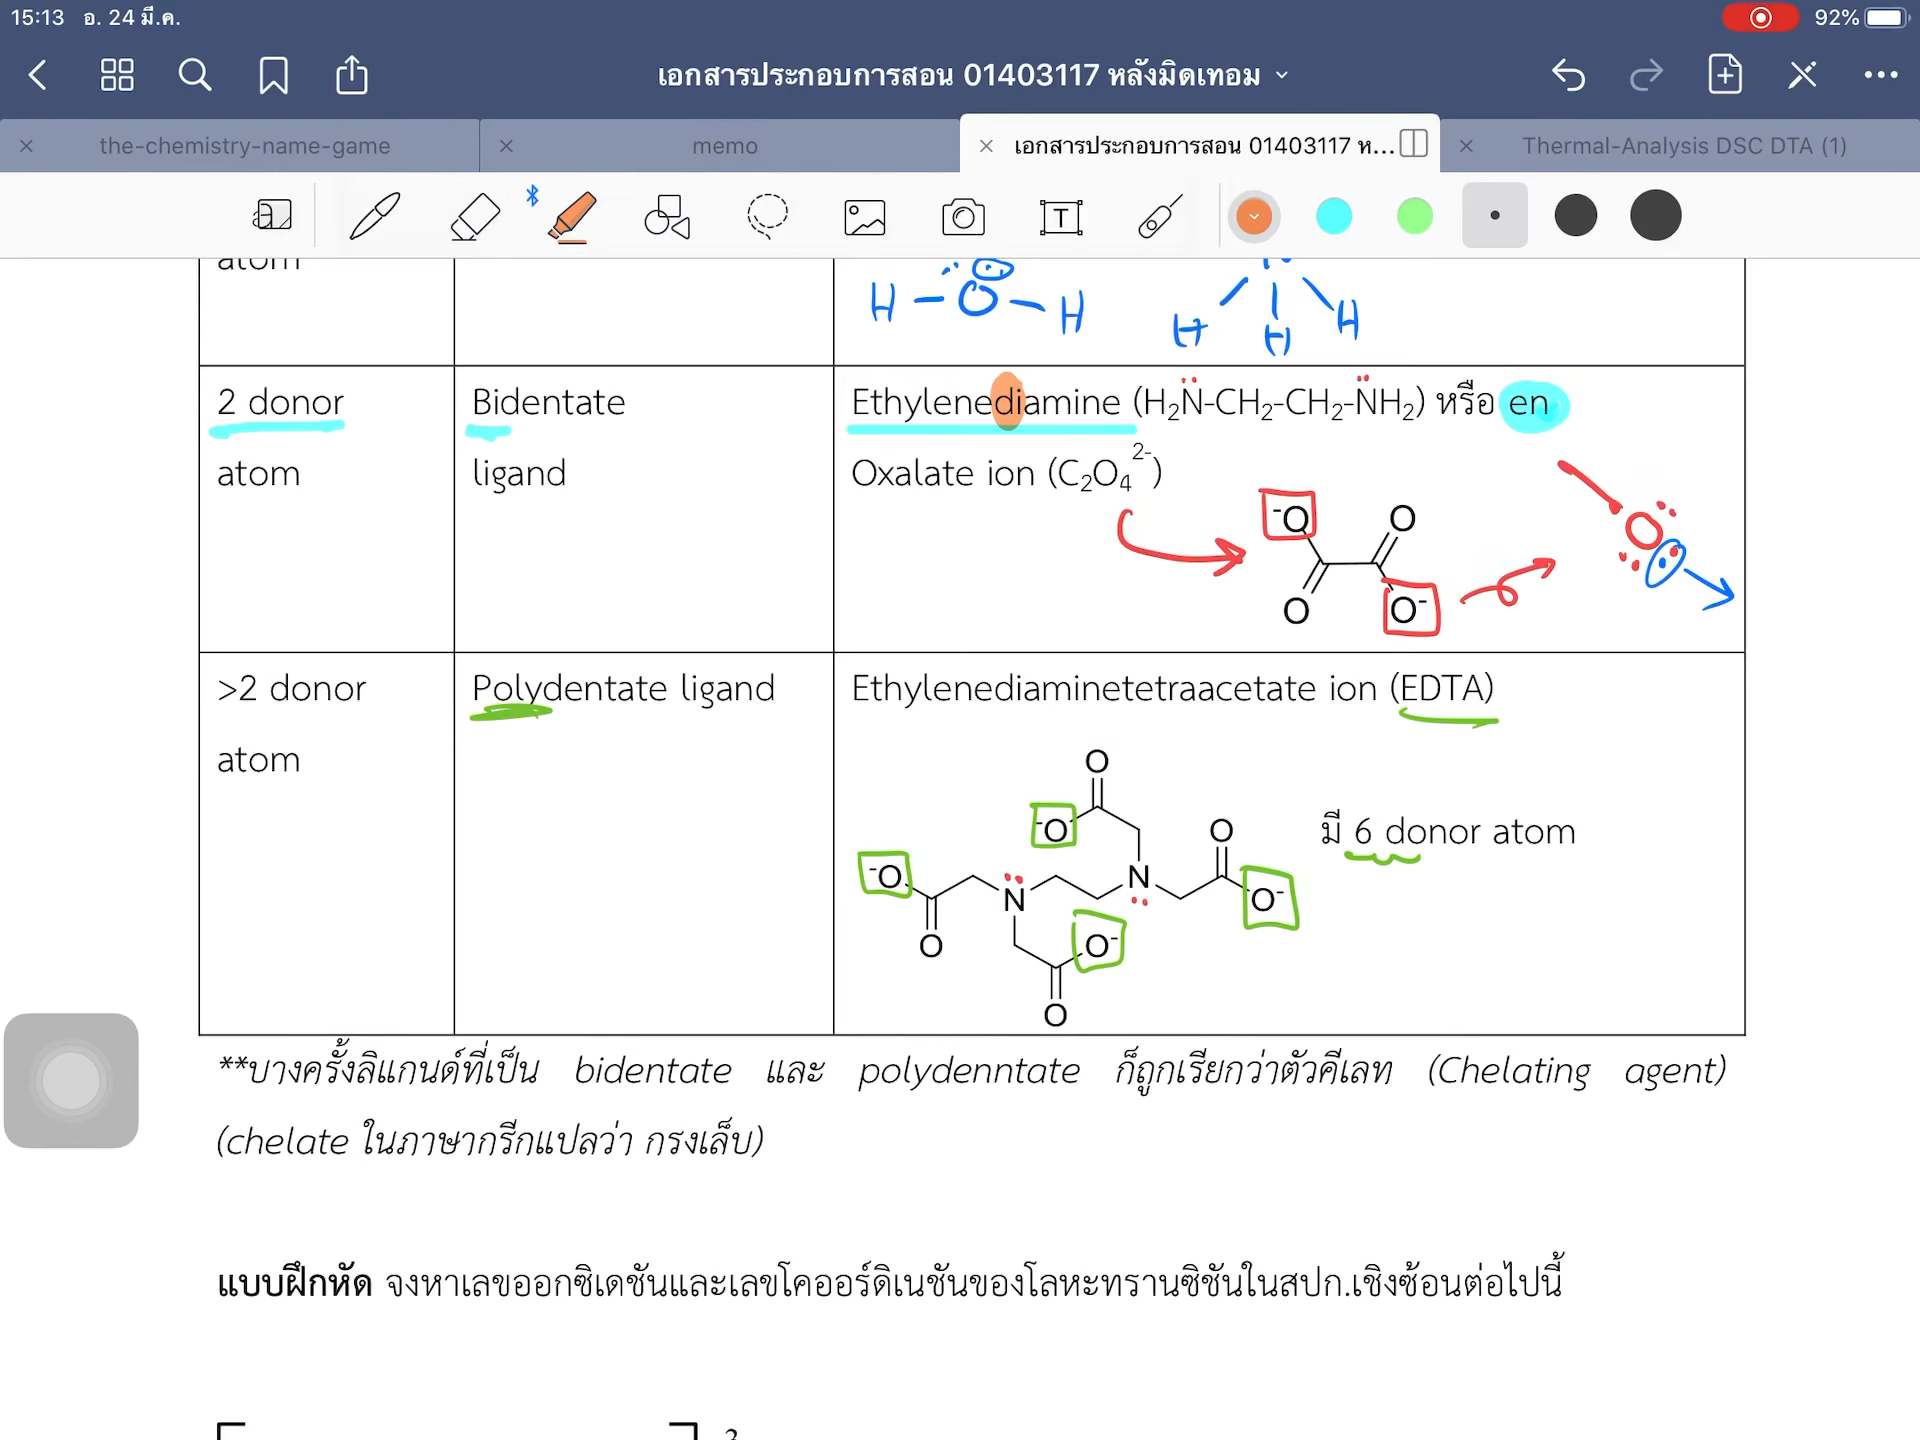 15:13 อ. 24 มี.ค.
92%
เอกสารประกอบการสอน 01403117 หลังมิดเทอม
the-chemistry-name-game
memo
เอกสารประกอบการสอน 01403117 ห...
Thermal-Analysis DSC DTA (1)
atom
H – O – H
H H H
2 donor atom
Bidentate ligand
Ethylenediamine (H₂N-CH₂-CH₂-NH₂) หรือ en
Oxalate ion (C₂O₄²⁻)
⁻O O
O O⁻
O
>2 donor atom
Polydentate ligand
Ethylenediaminetetraacetate ion (EDTA)
O
⁻O O
⁻O N N O⁻
O O⁻
O
มี 6 donor atom
**บางครั้งลิแกนด์ที่เป็น bidentate และ polydenntate ก็ถูกเรียกว่าตัวคีเลท (Chelating agent)
(chelate ในภาษากรีกแปลว่า กรงเล็บ)
แบบฝึกหัด จงหาเลขออกซิเดชันและเลขโคออร์ดิเนชันของโลหะทรานซิชันในสปก.เชิงซ้อนต่อไปนี้